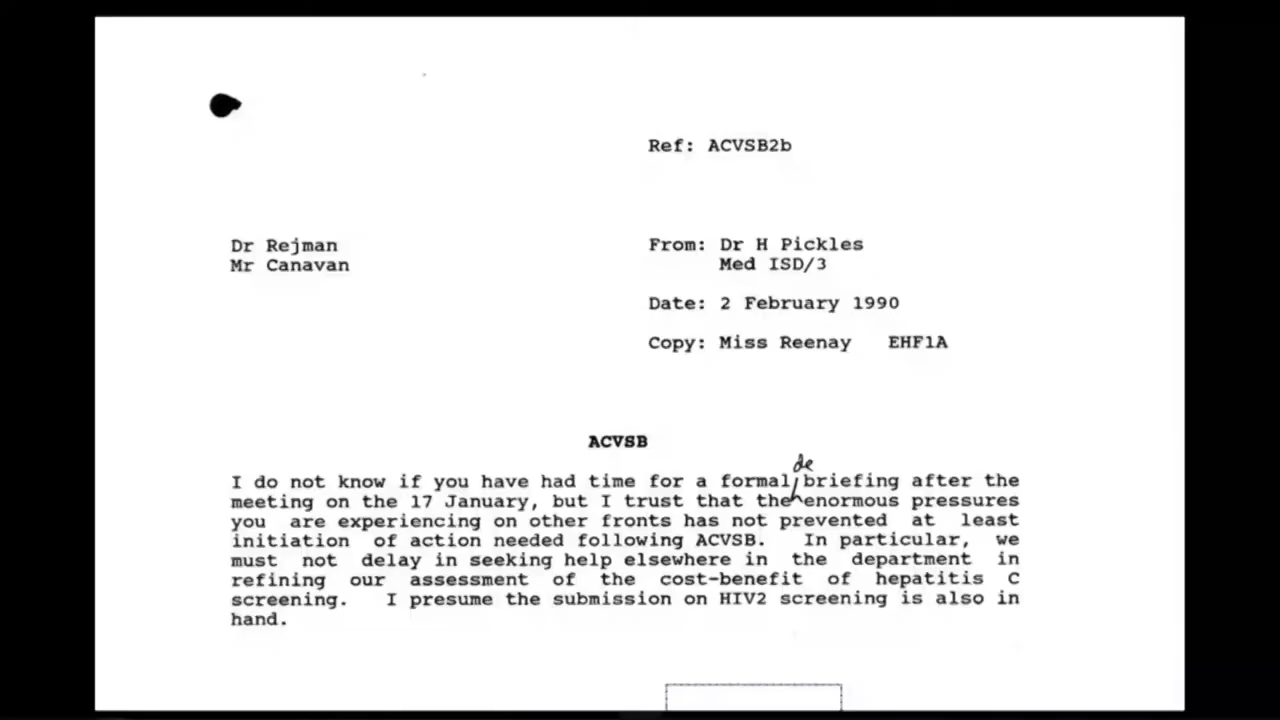 Ref: ACVSB2b
Dr Rejman
Mr Canavan
From: Dr H Pickles
Med ISD/3
Date: 2 February 1990
Copy: Miss Reenay EHF1A
ACVSB
de
I do not know if you have had time for a formal briefing after the
meeting on the 17 January, but I trust that the enormous pressures
you are experiencing on other fronts has not prevented at least
initiation of action needed following ACVSB. In particular, we
must not delay in seeking help elsewhere in the department in
refining our assessment of the cost-benefit of hepatitis C
screening. I presume the submission on HIV2 screening is also in
hand.